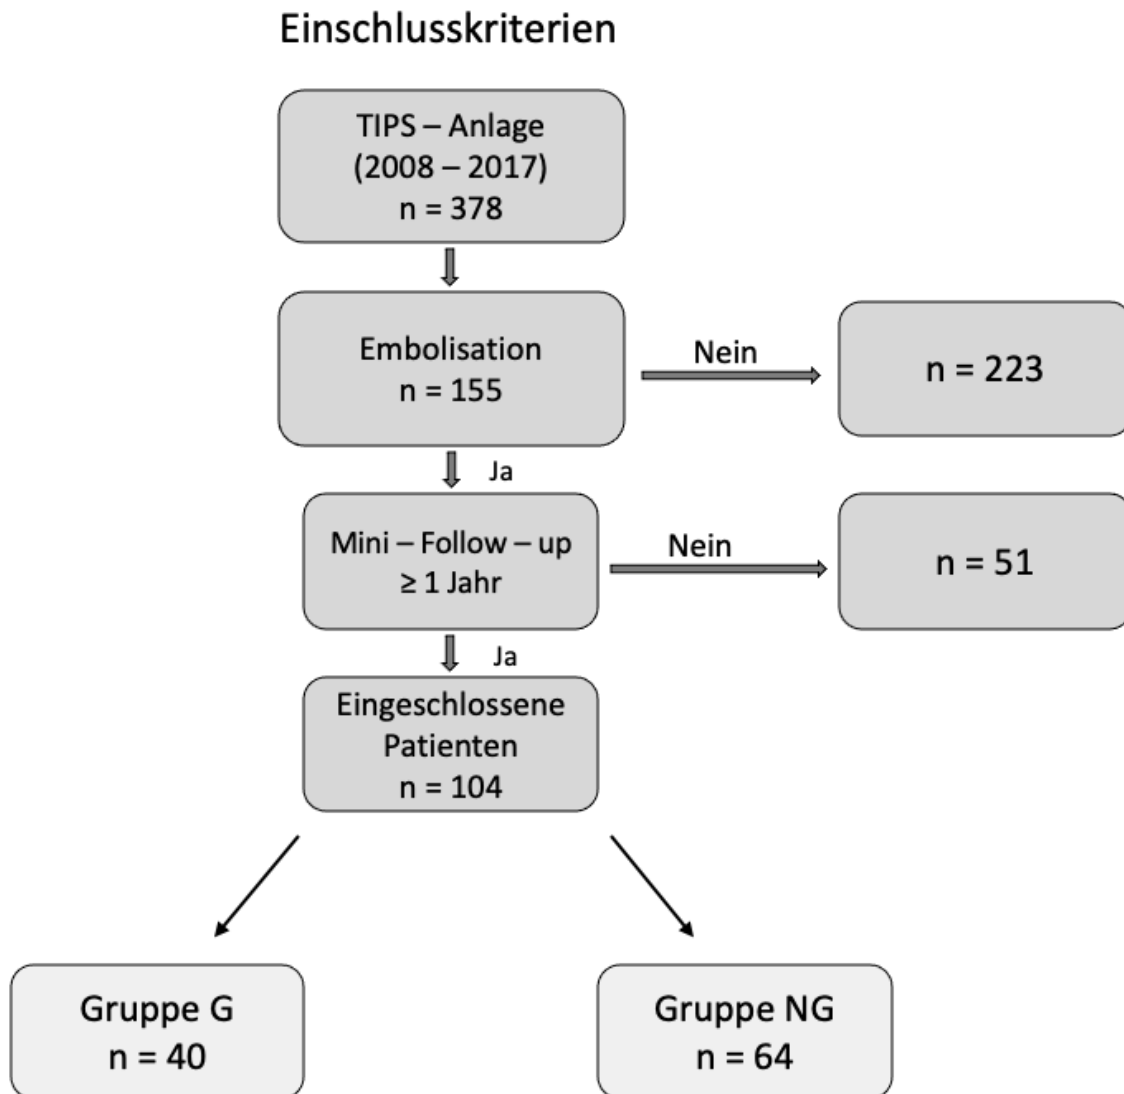 Einschlusskriterien
TIPS – Anlage
(2008 – 2017)
n = 378
Embolisation
n = 155
Nein
n = 223
Ja
Mini – Follow – up
≥ 1 Jahr
Nein
n = 51
Ja
Eingeschlossene
Patienten
n = 104
Gruppe G
n = 40
Gruppe NG
n = 64